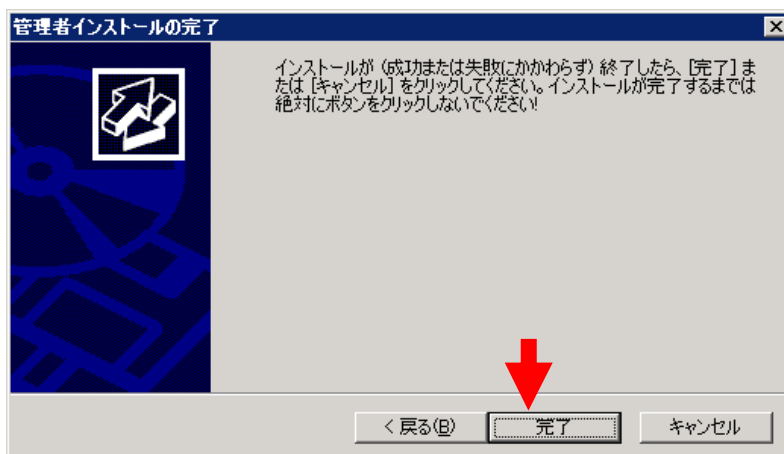 管理者インストールの完了
インストールが (成功または失敗にかかわらず) 終了したら、[完了] ま
たは [キャンセル] をクリックしてください。インストールが完了するまでは
絶対にボタンをクリックしないでください!
< 戻る(B)
完了
キャンセル